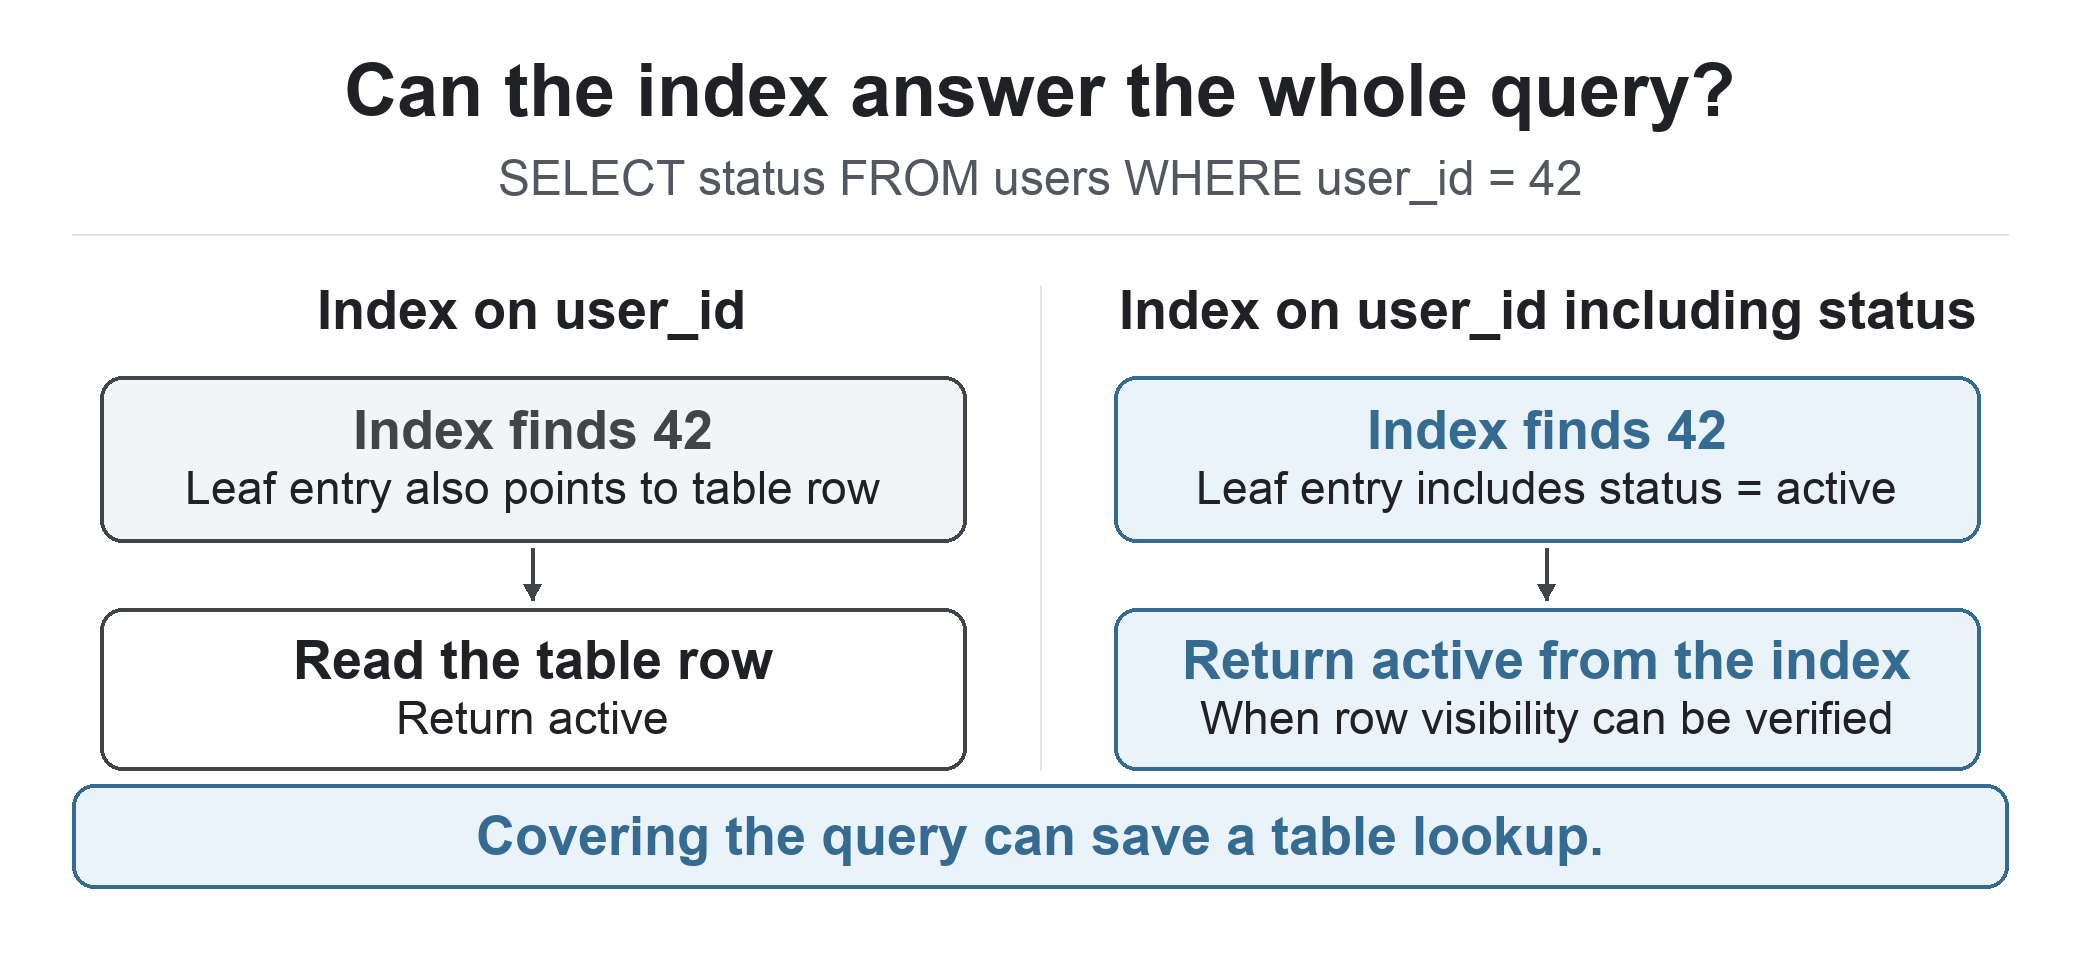 Can the index answer the whole query?
SELECT status FROM users WHERE user_id = 42
Index on user_id
Index finds 42
Leaf entry also points to table row
Read the table row
Return active
Index on user_id including status
Index finds 42
Leaf entry includes status = active
Return active from the index
When row visibility can be verified
Covering the query can save a table lookup.